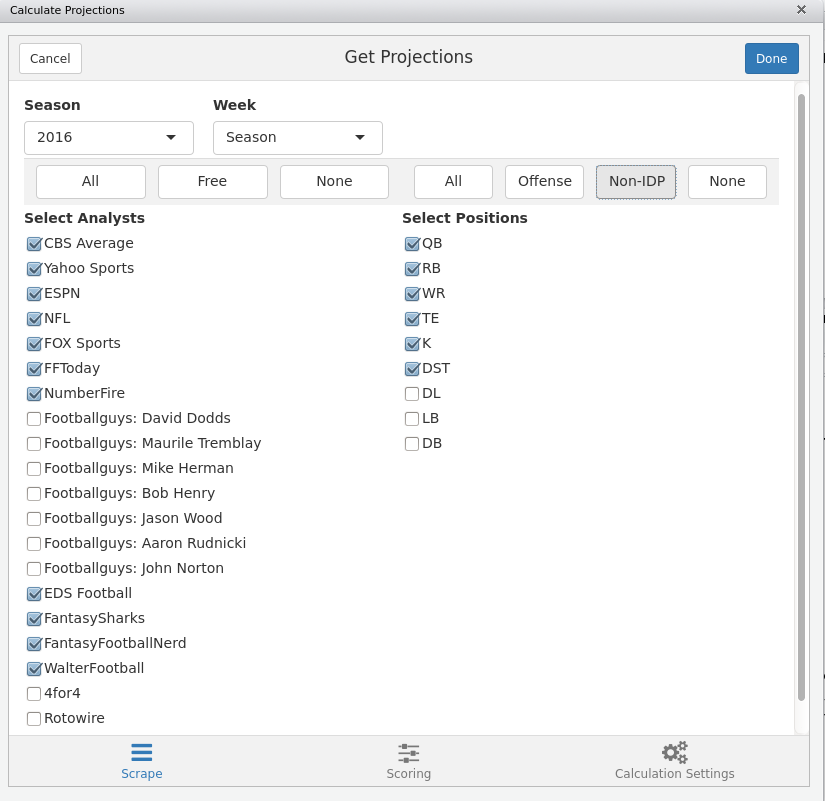 Calculate Projections
Cancel
Get Projections
Done
Season
Week
2016
Season
All
Free
None
All
Offense
Non-IDP
None
Select Analysts
CBS Average
Yahoo Sports
ESPN
NFL
FOX Sports
FFToday
NumberFire
Footballguys: David Dodds
Footballguys: Maurile Tremblay
Footballguys: Mike Herman
Footballguys: Bob Henry
Footballguys: Jason Wood
Footballguys: Aaron Rudnicki
Footballguys: John Norton
EDS Football
FantasySharks
FantasyFootballNerd
WalterFootball
4for4
Rotowire
Select Positions
QB
RB
WR
TE
K
DST
DL
LB
DB
Scrape
Scoring
Calculation Settings